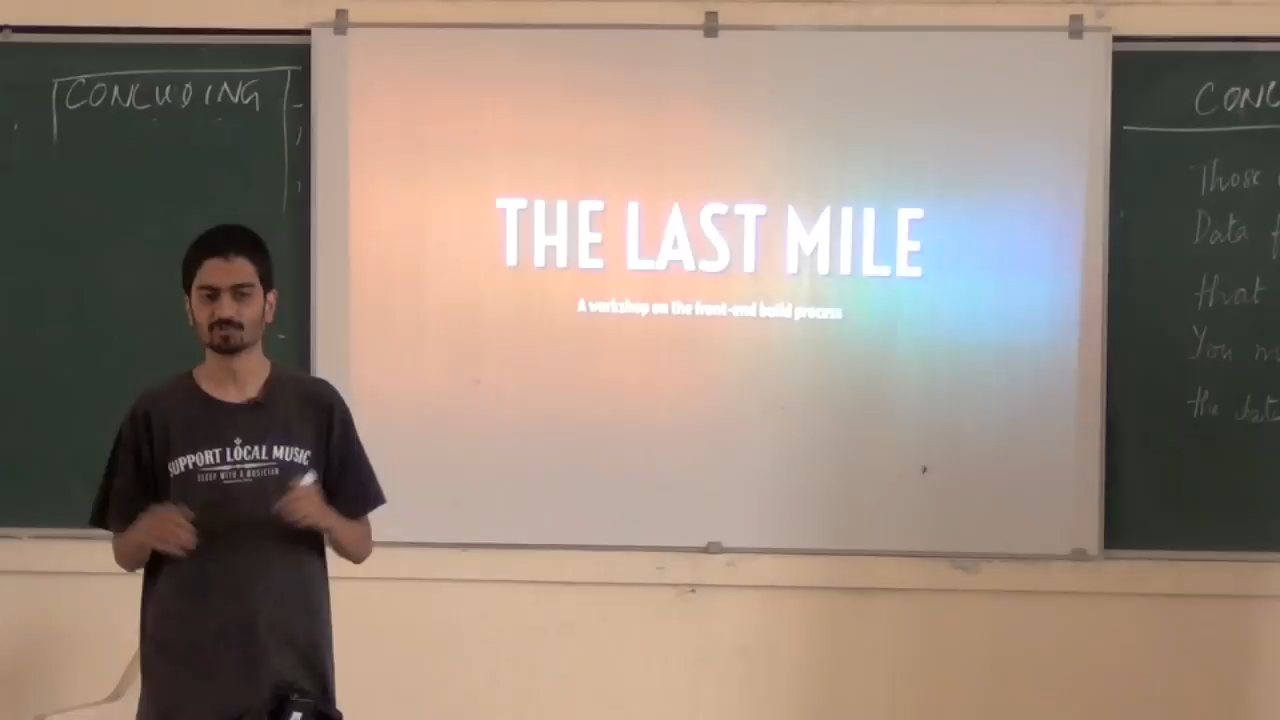 CONCLUDING
THE LAST MILE
A workshop on the front-end build process
SUPPORT LOCAL MUSIC
SLEEP WITH A MUSICIAN
CONC
Those
Data f
that
You
the data